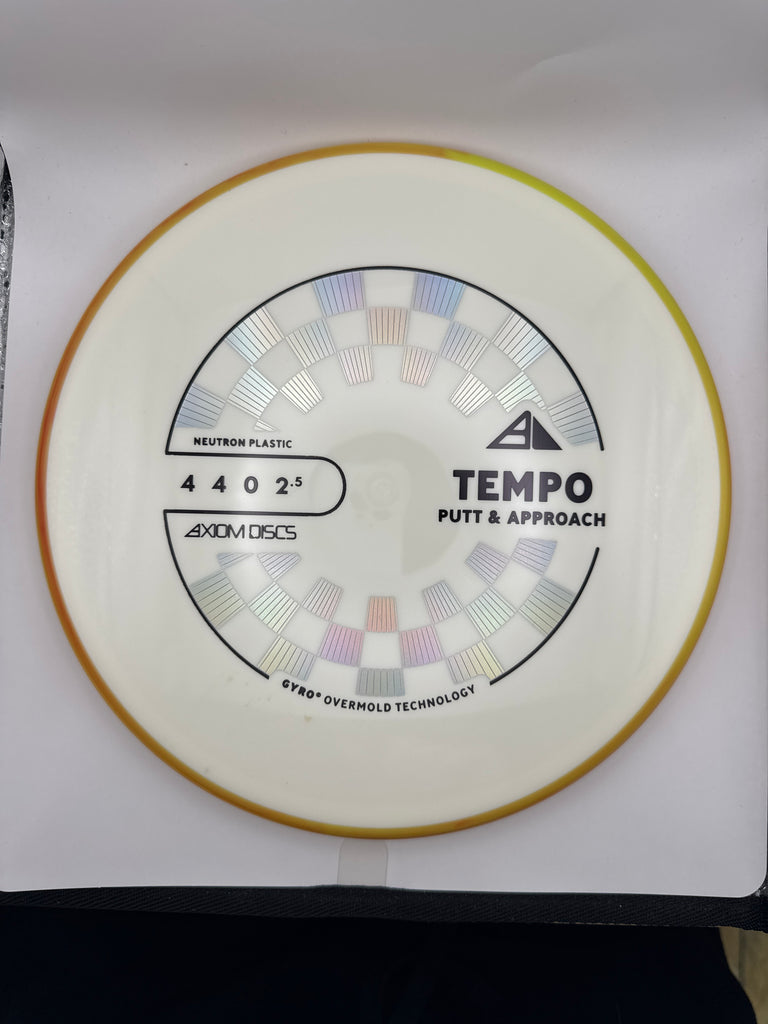 NEUTRON PLASTIC
4 4 0 2.5
AXIOM DISCS
TEMPO
PUTT & APPROACH
GYRO® OVERMOLD TECHNOLOGY